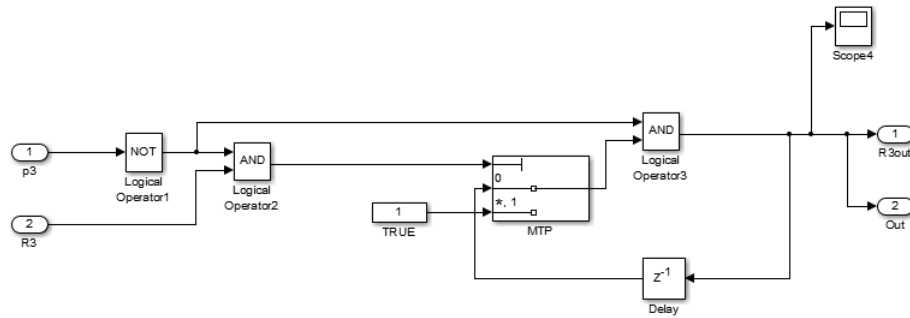 Scope4
1
p3
NOT
Logical
Operator1
AND
Logical
Operator2
2
R3
1
TRUE
0
*, 1
MTP
AND
Logical
Operator3
Z-1
Delay
1
R3out
2
Out